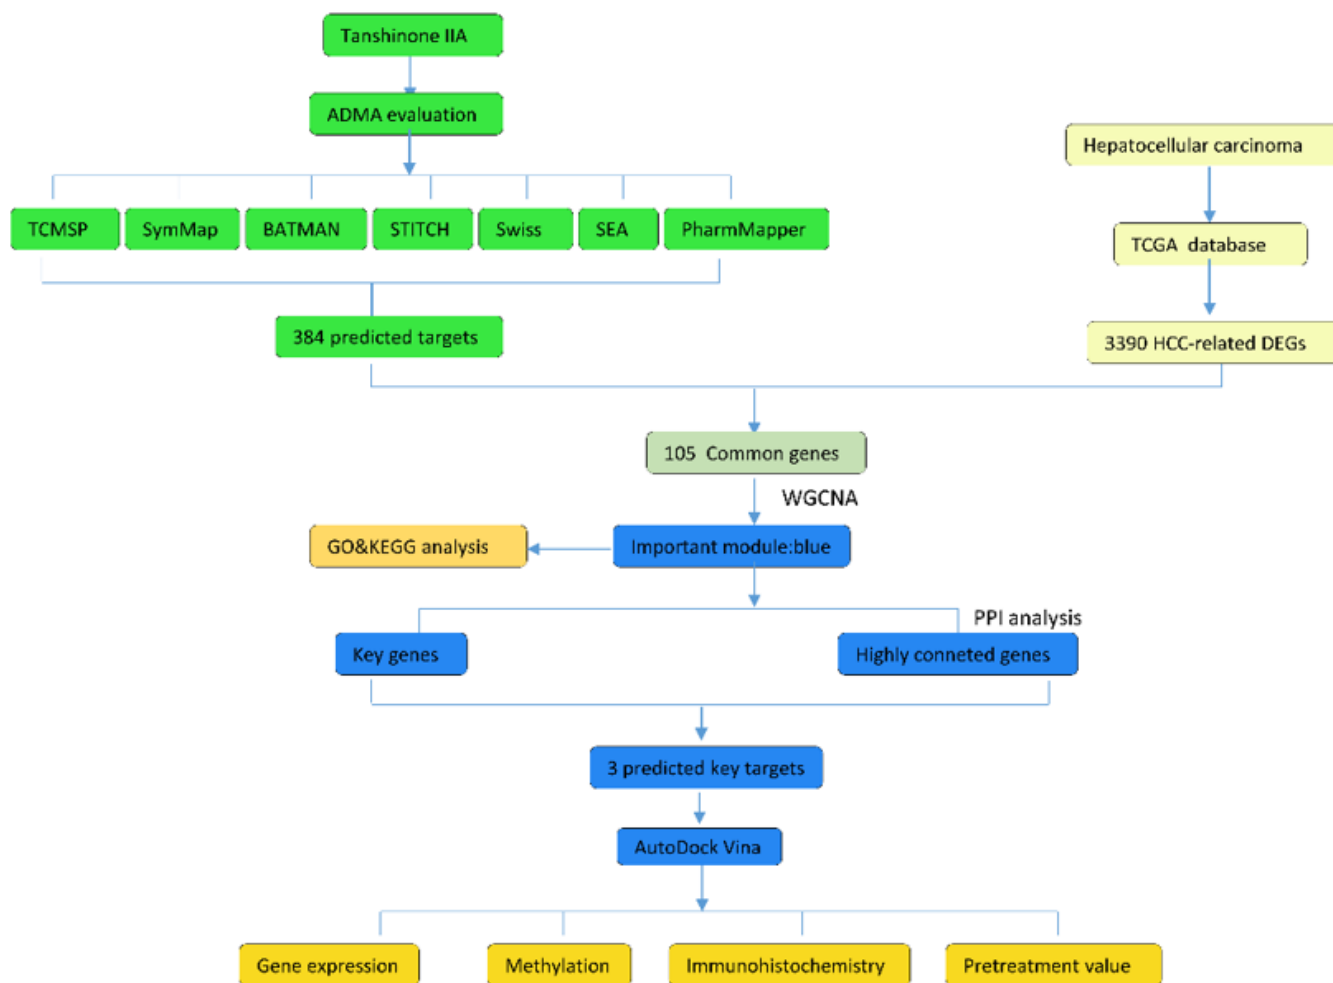 Tanshinone IIA
ADMA evaluation
Hepatocellular carcinoma
TCMSP
SymMap
BATMAN
STITCH
Swiss
SEA
PharmMapper
TCGA database
384 predicted targets
3390 HCC-related DEGs
105 Common genes
WGCNA
GO&KEGG analysis
Important module:blue
PPI analysis
Key genes
Highly conneted genes
3 predicted key targets
AutoDock Vina
Gene expression
Methylation
Immunohistochemistry
Pretreatment value